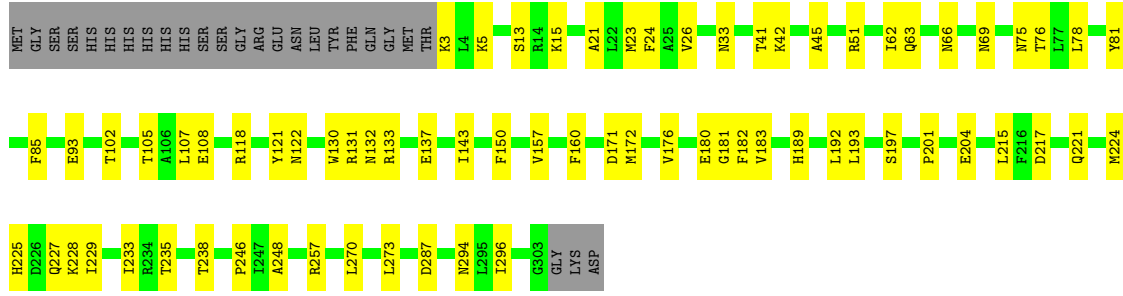 MET GLY SER SER HIS HIS HIS HIS HIS HIS SER SER GLY ARG GLU ASN LEU TYR PHE GLN GLY MET THR K3 L4 K5 S13 R14 K15 A21 L22 M23 F24 A25 V26 N33 T41 K42 A45 R51 I62 Q63 N66 N69 N75 T76 L77 L78 Y81
F85 E93 T102 T105 A106 L107 E108 R118 Y121 N122 W130 R131 N132 R133 E137 I143 F150 V157 F160 D171 M172 V176 E180 G181 F182 V183 H189 L192 L193 S197 P201 E204 L215 F216 D217 Q221 M224
H225 D226 Q227 K228 I229 I233 R234 T235 T238 P246 I247 A248 R257 L270 L273 D287 N294 L295 I296 G303 GLY LYS ASP